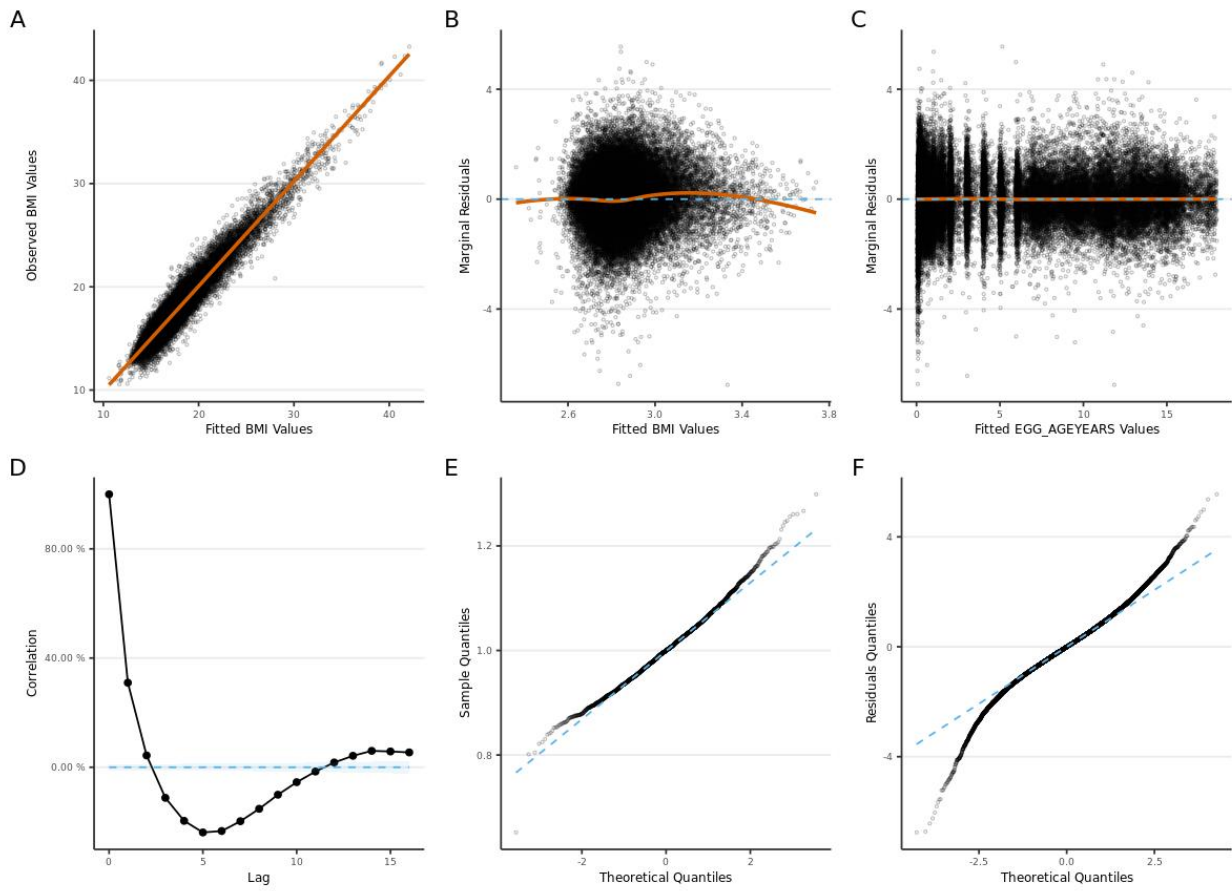 A
Observed BMI Values
40
30
20
10
10 20 30 40
Fitted BMI Values
B
Marginal Residuals
4
0
-4
2.6 3.0 3.4 3.8
Fitted BMI Values
C
Marginal Residuals
4
0
-4
0 5 10 15
Fitted EGG_AGEYEARS Values
D
Correlation
80.00 %
40.00 %
0.00 %
0 5 10 15
Lag
E
Sample Quantiles
1.2
1.0
0.8
-2 0 2
Theoretical Quantiles
F
Residuals Quantiles
4
0
-4
-2.5 0.0 2.5
Theoretical Quantiles